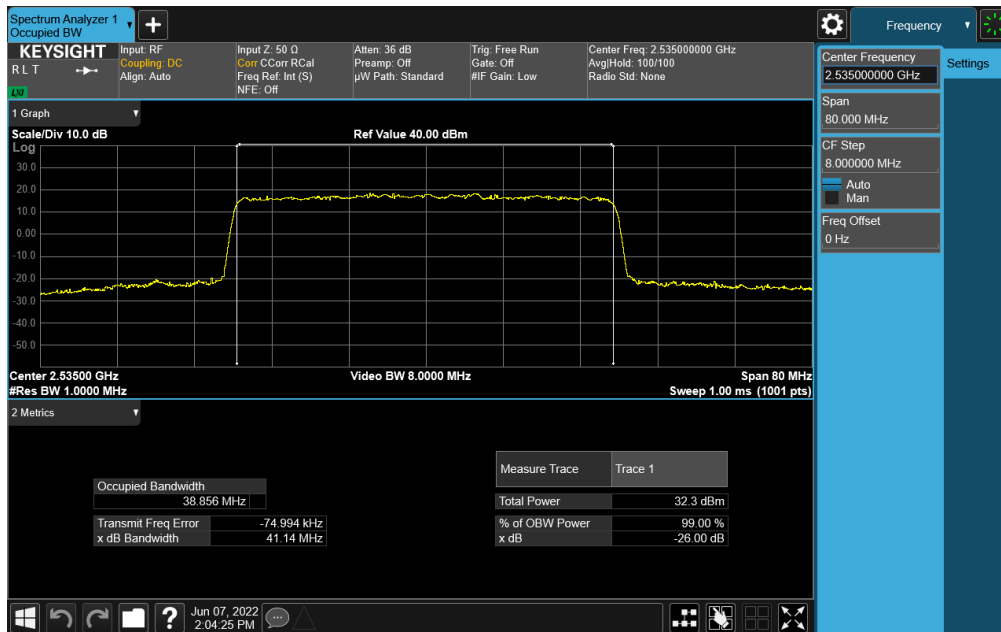 Spectrum Analyzer 1
Occupied BW
Frequency
KEYSIGHT
R L T
LXI
Input: RF
Coupling: DC
Align: Auto
Input Z: 50 Ω
Corr CCorr RCal
Freq Ref: Int (S)
NFE: Off
Atten: 36 dB
Preamp: Off
µW Path: Standard
Trig: Free Run
Gate: Off
#IF Gain: Low
Center Freq: 2.535000000 GHz
Avg|Hold: 100/100
Radio Std: None
Center Frequency
2.535000000 GHz
Settings
Span
80.000 MHz
CF Step
8.000000 MHz
Auto
Man
Freq Offset
0 Hz
1 Graph
Scale/Div 10.0 dB
Ref Value 40.00 dBm
Log
30.0
20.0
10.0
0.00
-10.0
-20.0
-30.0
-40.0
-50.0
Center 2.53500 GHz
Video BW 8.0000 MHz
Span 80 MHz
#Res BW 1.0000 MHz
Sweep 1.00 ms (1001 pts)
2 Metrics
Measure Trace
Trace 1
Occupied Bandwidth
38.856 MHz
Total Power
32.3 dBm
Transmit Freq Error
-74.994 kHz
% of OBW Power
99.00 %
x dB Bandwidth
41.14 MHz
x dB
-26.00 dB
?
Jun 07, 2022
2:04:25 PM